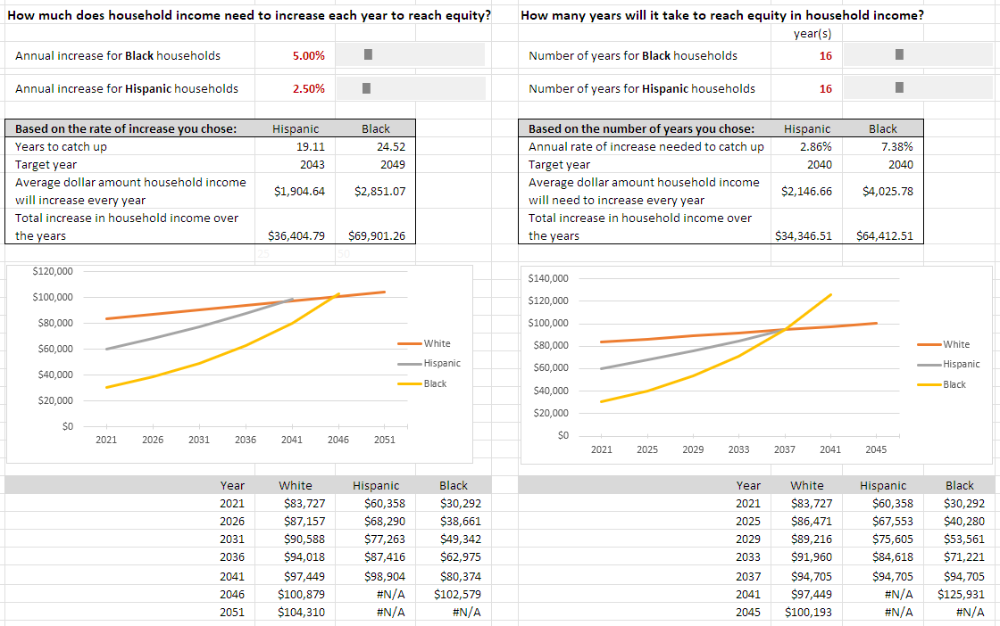 How much does household income need to increase each year to reach equity?
Annual increase for Black households 5.00%
Annual increase for Hispanic households 2.50%
Based on the rate of increase you chose: Hispanic Black
Years to catch up 19.11 24.52
Target year 2043 2049
Average dollar amount household income
will increase every year $1,904.64 $2,851.07
Total increase in household income over
the years $36,404.79 $69,901.26
25 50
$120,000
$100,000
$80,000
$60,000
$40,000
$20,000
$0
2021 2026 2031 2036 2041 2046 2051
White
Hispanic
Black
Year White Hispanic Black
2021 $83,727 $60,358 $30,292
2026 $87,157 $68,290 $38,661
2031 $90,588 $77,263 $49,342
2036 $94,018 $87,416 $62,975
2041 $97,449 $98,904 $80,374
2046 $100,879 #N/A $102,579
2051 $104,310 #N/A #N/A
How many years will it take to reach equity in household income?
year(s)
Number of years for Black households 16
Number of years for Hispanic households 16
Based on the number of years you chose: Hispanic Black
Annual rate of increase needed to catch up 2.86% 7.38%
Target year 2040 2040
Average dollar amount household income
will need to increase every year $2,146.66 $4,025.78
Total increase in household income over
the years $34,346.51 $64,412.51
$140,000
$120,000
$100,000
$80,000
$60,000
$40,000
$20,000
$0
2021 2025 2029 2033 2037 2041 2045
White
Hispanic
Black
Year White Hispanic Black
2021 $83,727 $60,358 $30,292
2025 $86,471 $67,553 $40,280
2029 $89,216 $75,605 $53,561
2033 $91,960 $84,618 $71,221
2037 $94,705 $94,705 $94,705
2041 $97,449 #N/A $125,931
2045 $100,193 #N/A #N/A